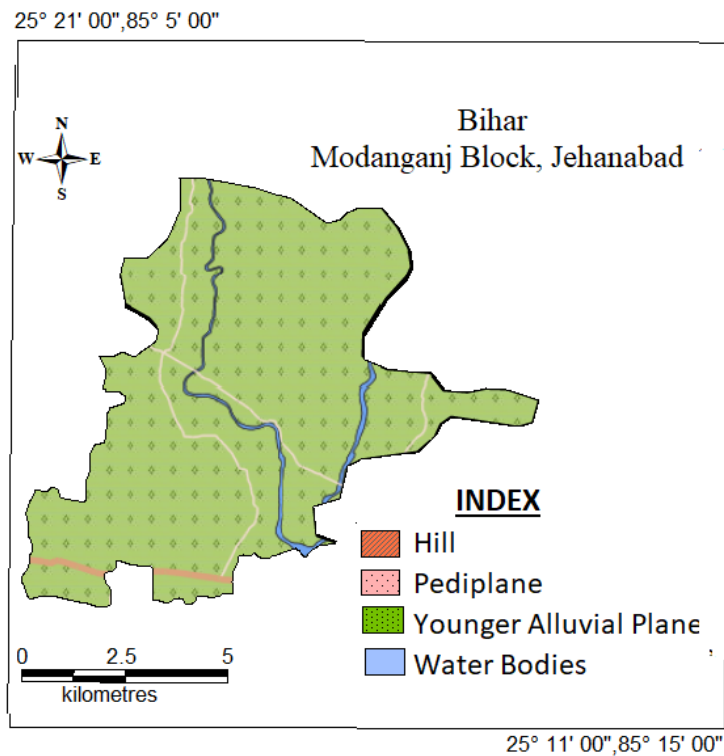 25° 21' 00",85° 5' 00"
Bihar
Modanganj Block, Jehanabad
N
W E
S
INDEX
Hill
Pediplane
Younger Alluvial Plane
Water Bodies
0 2.5 5
kilometres
25° 11' 00",85° 15' 00"